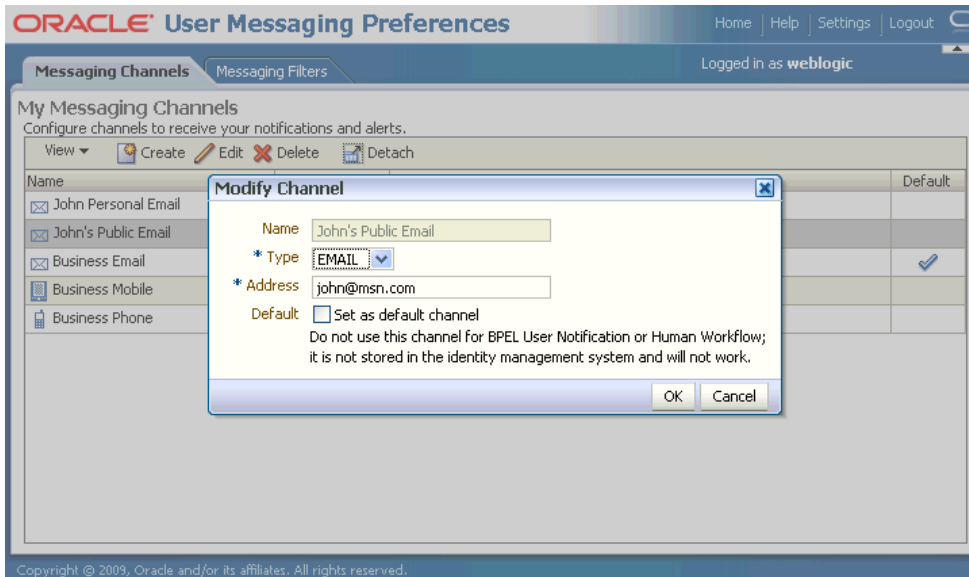 ORACLE User Messaging Preferences
Home | Help | Settings | Logout
Messaging Channels
Messaging Filters
Logged in as weblogic
My Messaging Channels
Configure channels to receive your notifications and alerts.
View Create Edit Delete Detach
Name Default
John Personal Email
John's Public Email
Business Email
Business Mobile
Business Phone
Modify Channel
Name John's Public Email
* Type EMAIL
* Address john@msn.com
Default Set as default channel
Do not use this channel for BPEL User Notification or Human Workflow;
it is not stored in the identity management system and will not work.
OK Cancel
Copyright © 2009, Oracle and/or its affiliates. All rights reserved.